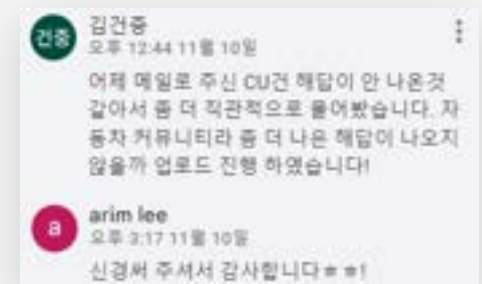 건중
김건중
오후 12:44 11월 10일
어제 메일로 주신 CU건 해답이 안 나온것
같아서 좀 더 직관적으로 물어봤습니다. 자
동차 커뮤니티라 좀 더 나은 해답이 나오지
않을까 업로드 진행 하였습니다!
a
arim lee
오후 3:17 11월 10일
신경써 주셔서 감사합니다ㅎㅎ!